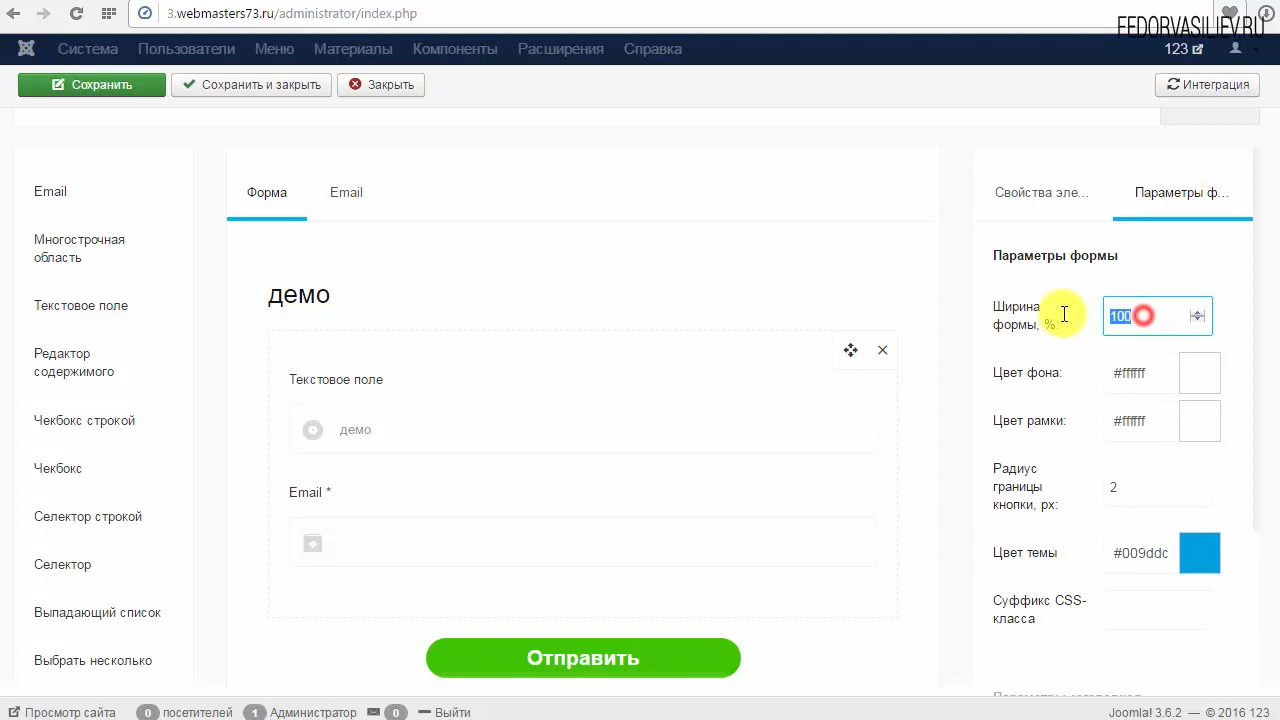 3.webmasters73.ru/administrator/index.php
FEDORVASILIEV.RU
Система Пользователи Меню Материалы Компоненты Расширения Справка 123
Сохранить Сохранить и закрыть Закрыть Интеграция
Email
Многострочная
область
Текстовое поле
Редактор
содержимого
Чекбокс строкой
Чекбокс
Селектор строкой
Селектор
Выпадающий список
Выбрать несколько
Форма Email
демо
Текстовое поле
демо
Email *
Отправить
Свойства эле... Параметры ф...
Параметры формы
Ширина
формы, %:
100
Цвет фона: #ffffff
Цвет рамки: #ffffff
Радиус
границы
кнопки, px:
2
Цвет темы #009ddc
Суффикс CSS-
класса
Просмотр сайта 0 посетителей 1 Администратор 0 Выйти
Joomla! 3.6.2 — © 2016 123